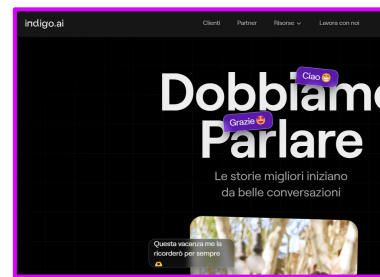 indigo.ai
Clienti Partner Risorse Lavora con noi
Ciao 😁
Dobbiamo
Grazie 🤩
Parlare
Le storie migliori iniziano
da belle conversazioni
Questa vacanza me la
ricorderò per sempre